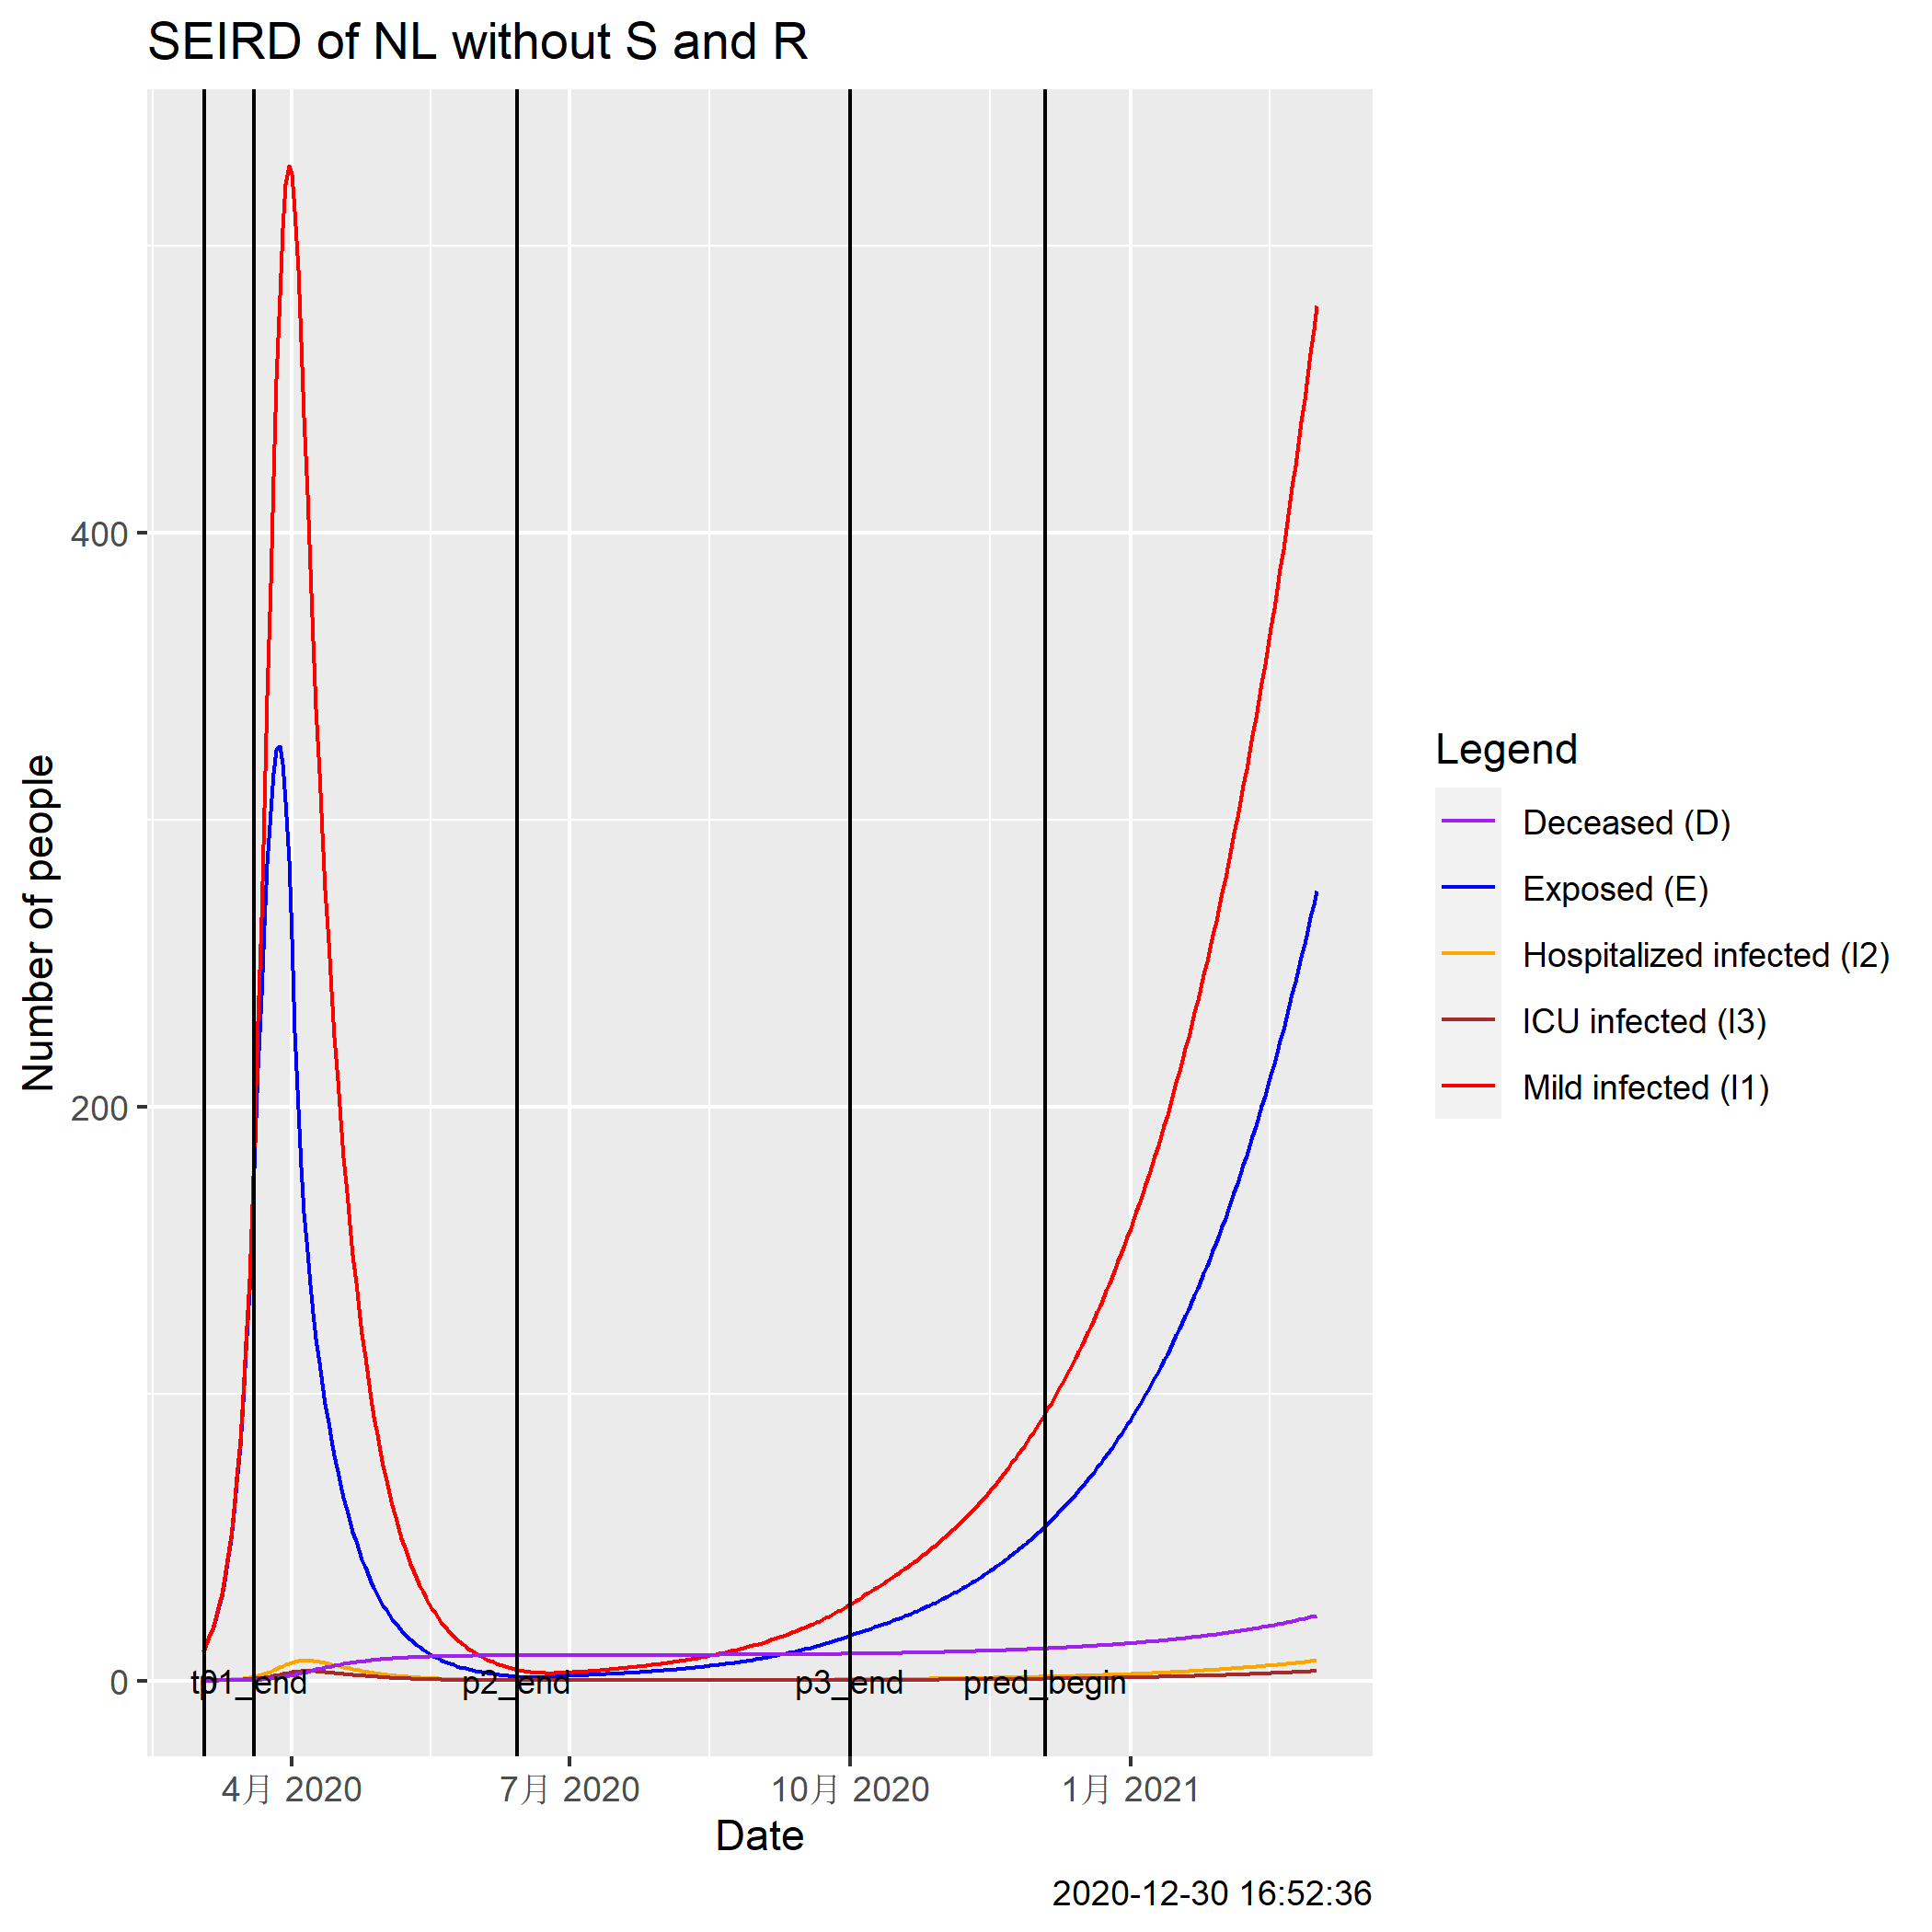 SEIRD of NL without S and R
Number of people
400
200
0
tp1_end
p2_end
p3_end
pred_begin
4月 2020
7月 2020
10月 2020
1月 2021
Date
Legend
Deceased (D)
Exposed (E)
Hospitalized infected (I2)
ICU infected (I3)
Mild infected (I1)
2020-12-30 16:52:36